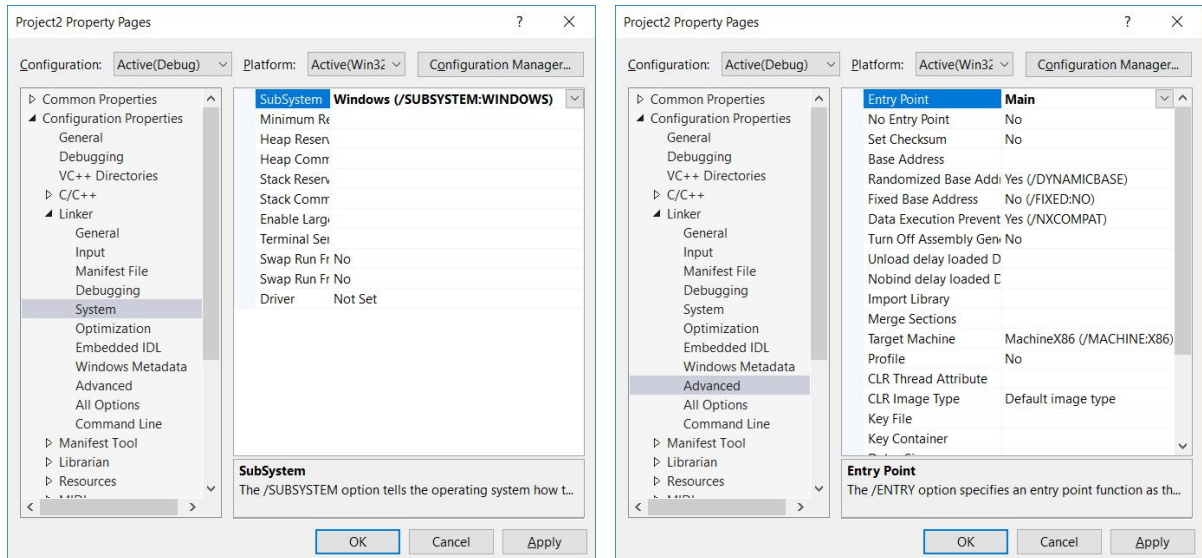 Project2 Property Pages ? ×
Configuration: Active(Debug) Platform: Active(Win32 Configuration Manager...
Common Properties
Configuration Properties
General
Debugging
VC++ Directories
C/C++
Linker
General
Input
Manifest File
Debugging
System
Optimization
Embedded IDL
Windows Metadata
Advanced
All Options
Command Line
Manifest Tool
Librarian
Resources
SubSystem Windows (/SUBSYSTEM:WINDOWS)
Minimum Re
Heap Reserv
Heap Comm
Stack Reserv
Stack Comm
Enable Large
Terminal Ser
Swap Run Fr No
Swap Run Fr No
Driver Not Set
SubSystem
The /SUBSYSTEM option tells the operating system how t...
OK Cancel Apply
Project2 Property Pages ? ×
Configuration: Active(Debug) Platform: Active(Win32 Configuration Manager...
Common Properties
Configuration Properties
General
Debugging
VC++ Directories
C/C++
Linker
General
Input
Manifest File
Debugging
System
Optimization
Embedded IDL
Windows Metadata
Advanced
All Options
Command Line
Manifest Tool
Librarian
Resources
Entry Point Main
No Entry Point No
Set Checksum No
Base Address
Randomized Base Addr Yes (/DYNAMICBASE)
Fixed Base Address No (/FIXED:NO)
Data Execution Prevent Yes (/NXCOMPAT)
Turn Off Assembly Gen No
Unload delay loaded D
Nobind delay loaded D
Import Library
Merge Sections
Target Machine MachineX86 (/MACHINE:X86)
Profile No
CLR Thread Attribute
CLR Image Type Default image type
Key File
Key Container
Entry Point
The /ENTRY option specifies an entry point function as th...
OK Cancel Apply